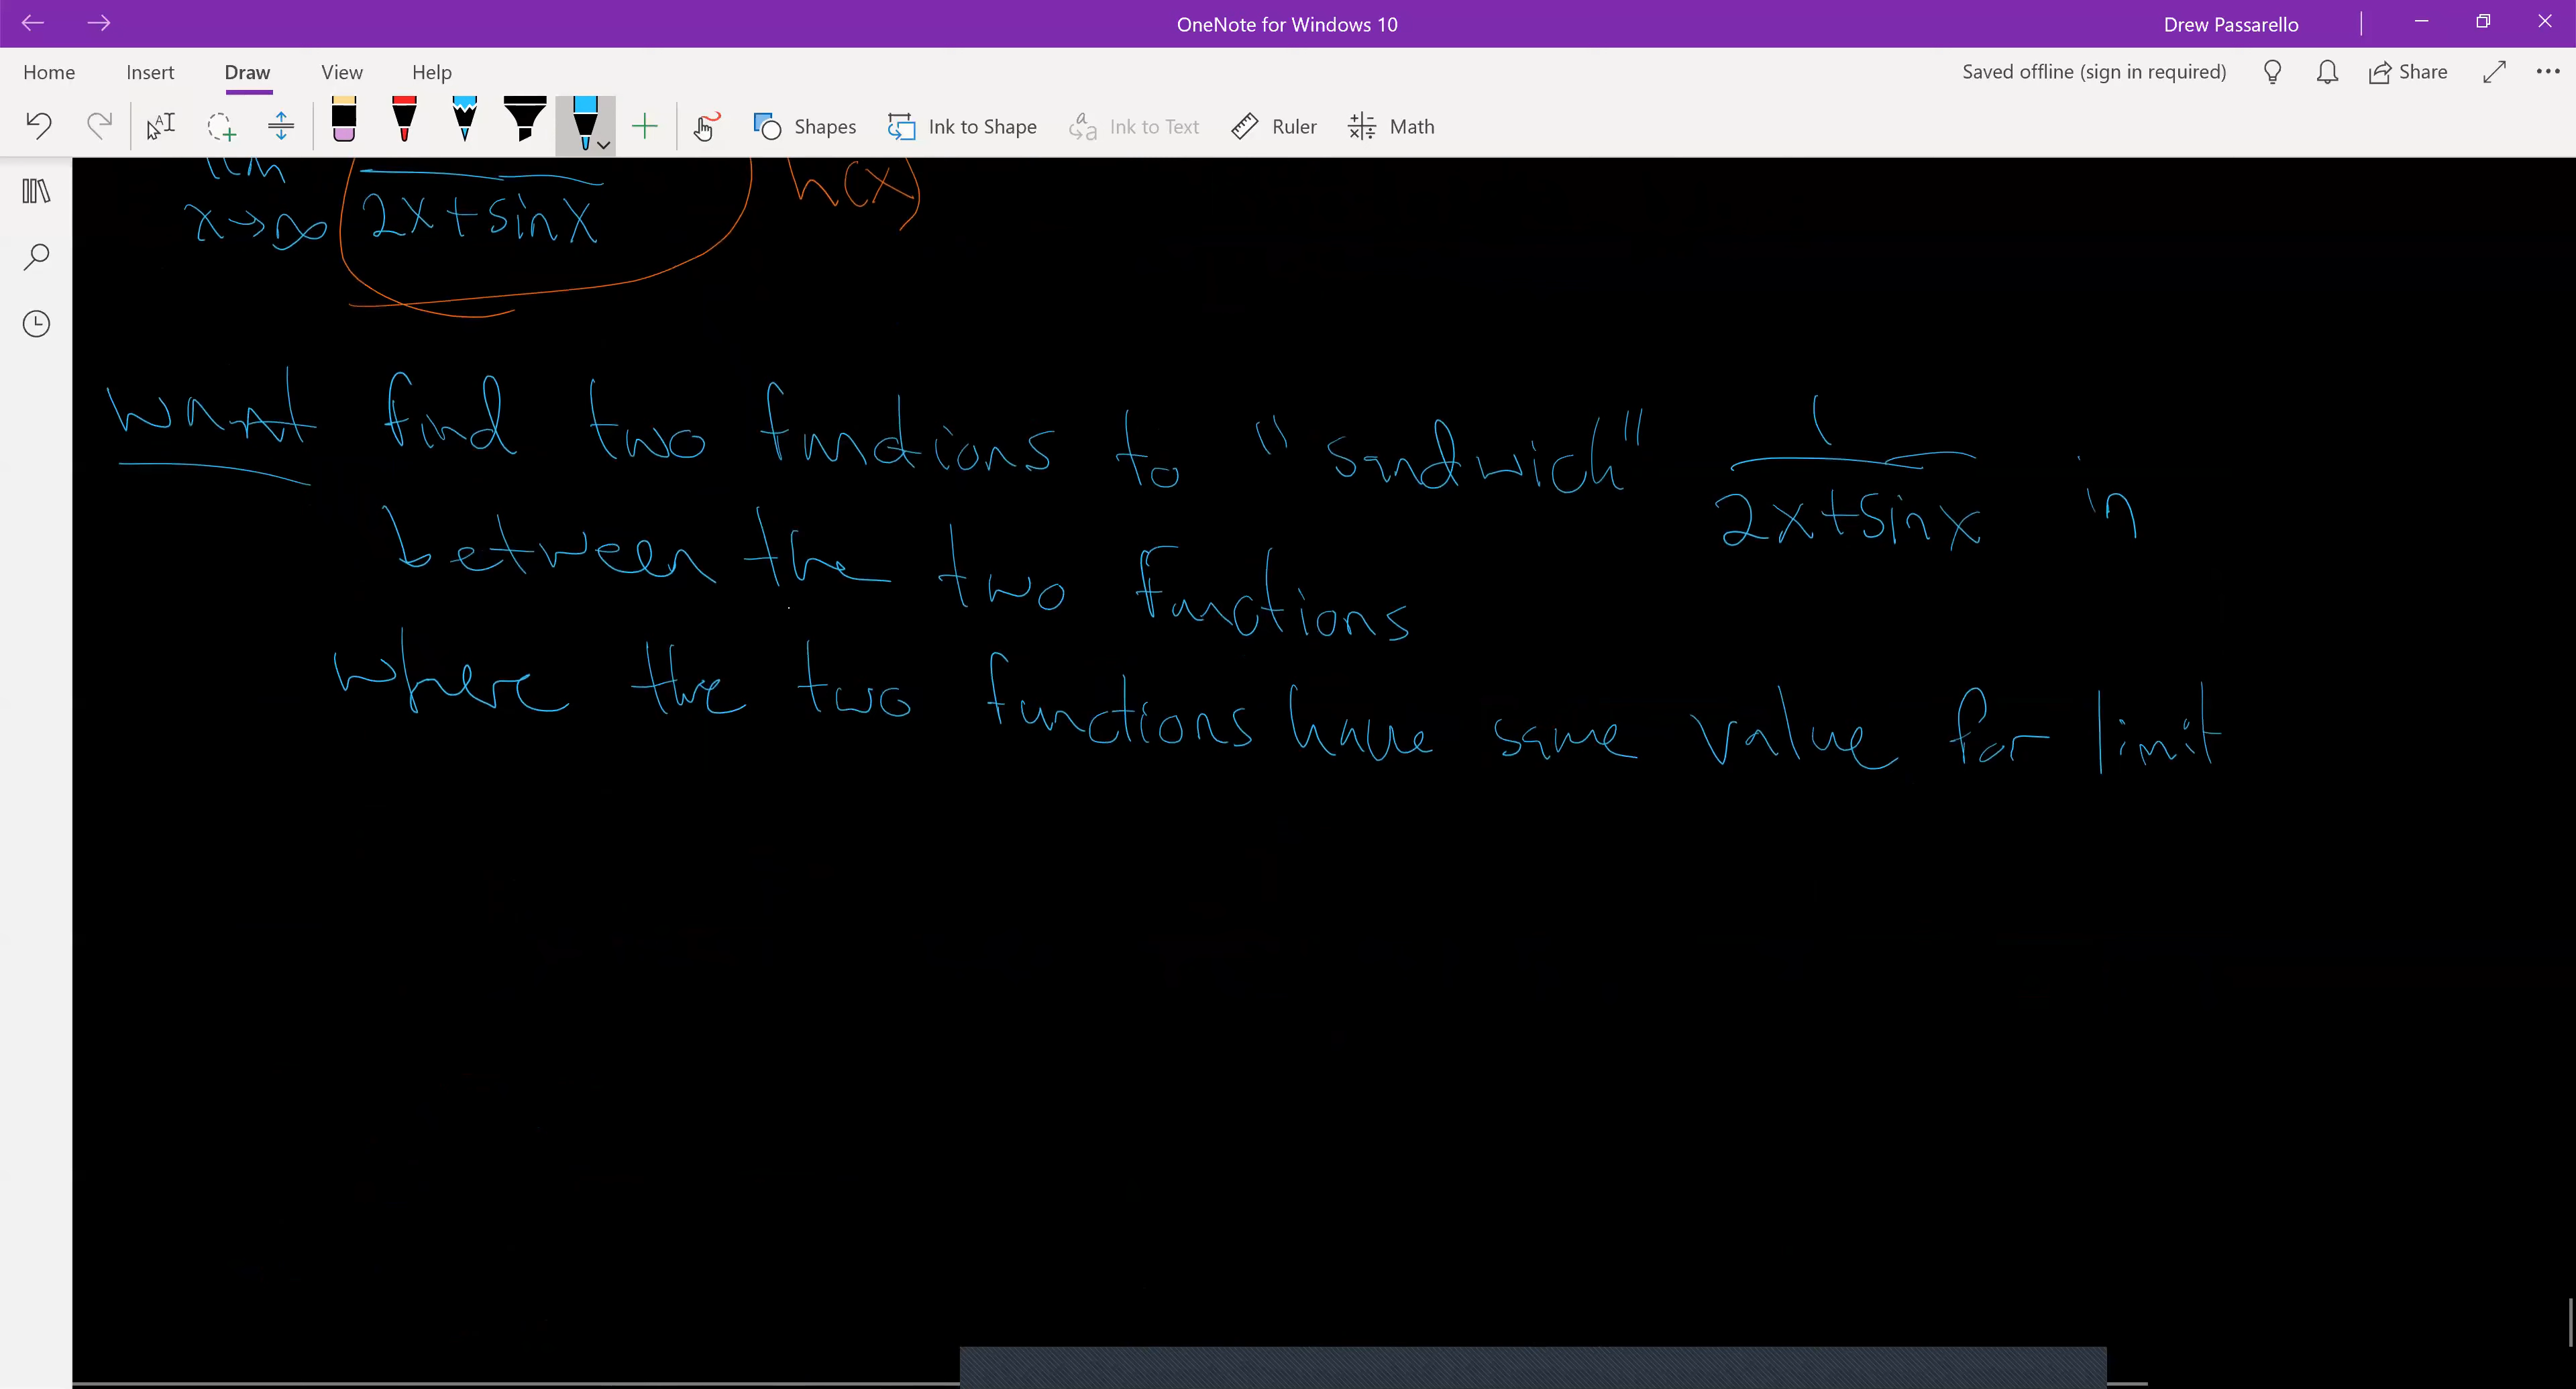 OneNote for Windows 10
Drew Passarello
Home Insert Draw View Help
Saved offline (sign in required)
Share
Shapes
Ink to Shape
Ink to Text
Ruler
Math
lim
x→∞
2x+sinx
h(x)
want find two functions to "sandwich" 1/(2x+sinx) in
between the two functions
where the two functions have same value for limit